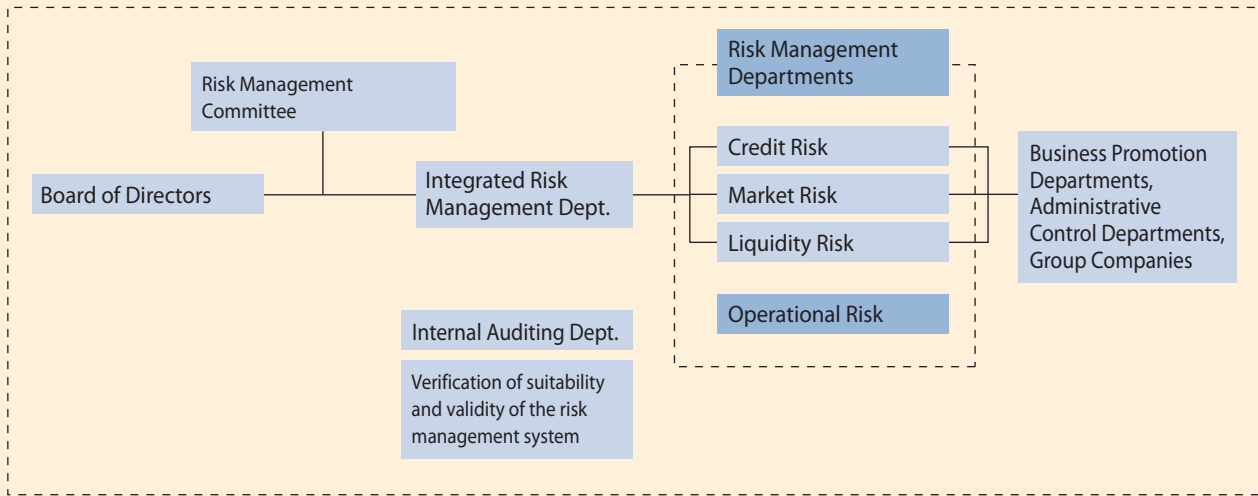 Risk Management
Committee
Board of Directors
Integrated Risk
Management Dept.
Internal Auditing Dept.
Verification of suitability
and validity of the risk
management system
Risk Management
Departments
Credit Risk
Market Risk
Liquidity Risk
Operational Risk
Business Promotion
Departments,
Administrative
Control Departments,
Group Companies